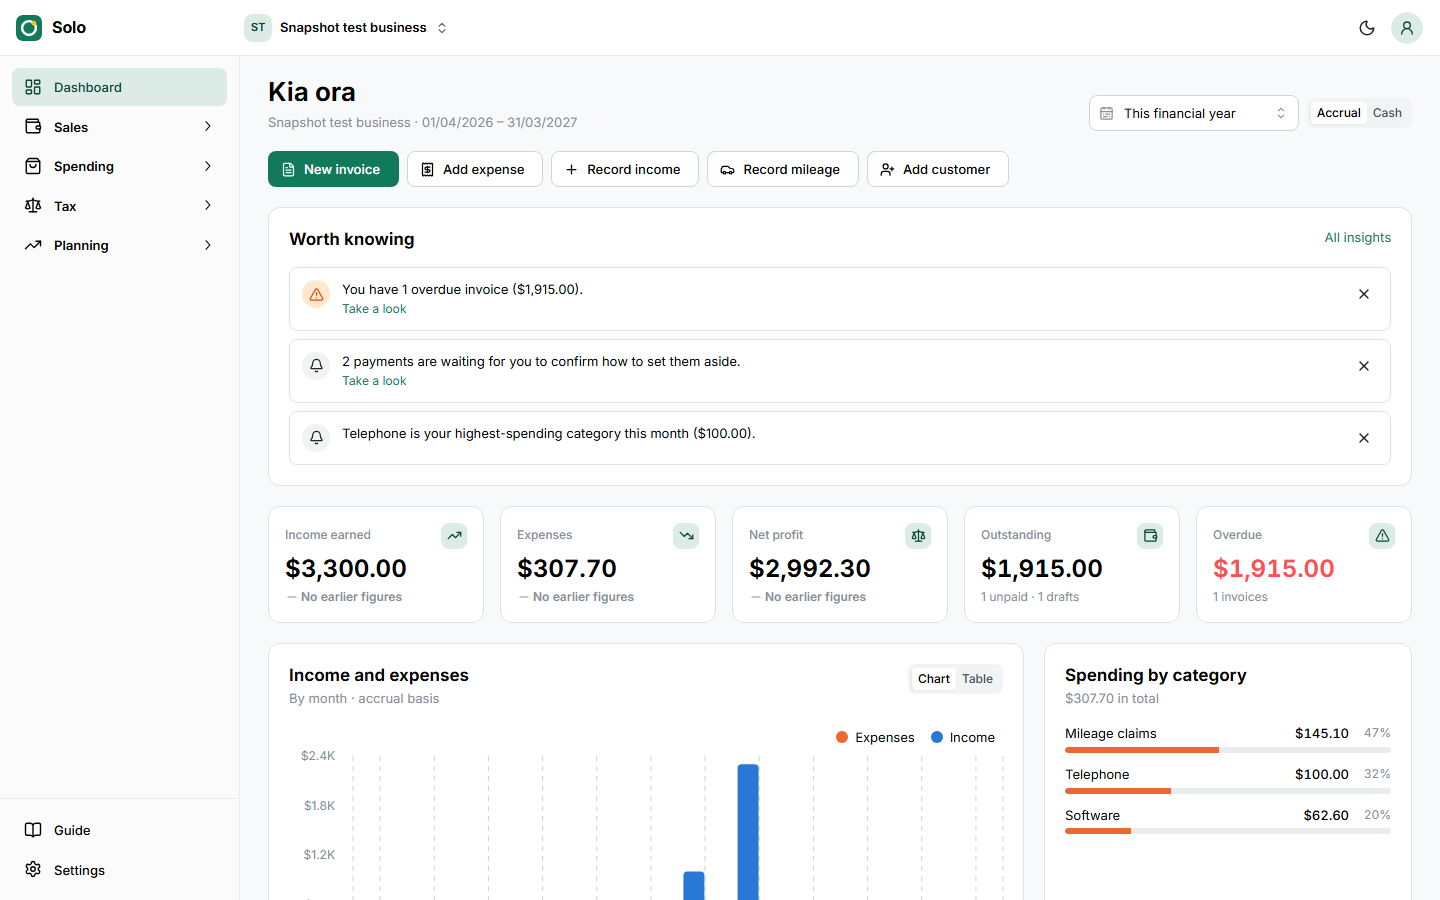 Solo
ST Snapshot test business
Dashboard
Sales
Spending
Tax
Planning
Guide
Settings
Kia ora
Snapshot test business · 01/04/2026 – 31/03/2027
This financial year
Accrual Cash
New invoice
Add expense
Record income
Record mileage
Add customer
Worth knowing
All insights
You have 1 overdue invoice ($1,915.00).
Take a look
2 payments are waiting for you to confirm how to set them aside.
Take a look
Telephone is your highest-spending category this month ($100.00).
Income earned
$3,300.00
— No earlier figures
Expenses
$307.70
— No earlier figures
Net profit
$2,992.30
— No earlier figures
Outstanding
$1,915.00
1 unpaid · 1 drafts
Overdue
$1,915.00
1 invoices
Income and expenses
By month · accrual basis
Chart Table
Expenses Income
$2.4K
$1.8K
$1.2K
Spending by category
$307.70 in total
Mileage claims $145.10 47%
Telephone $100.00 32%
Software $62.60 20%